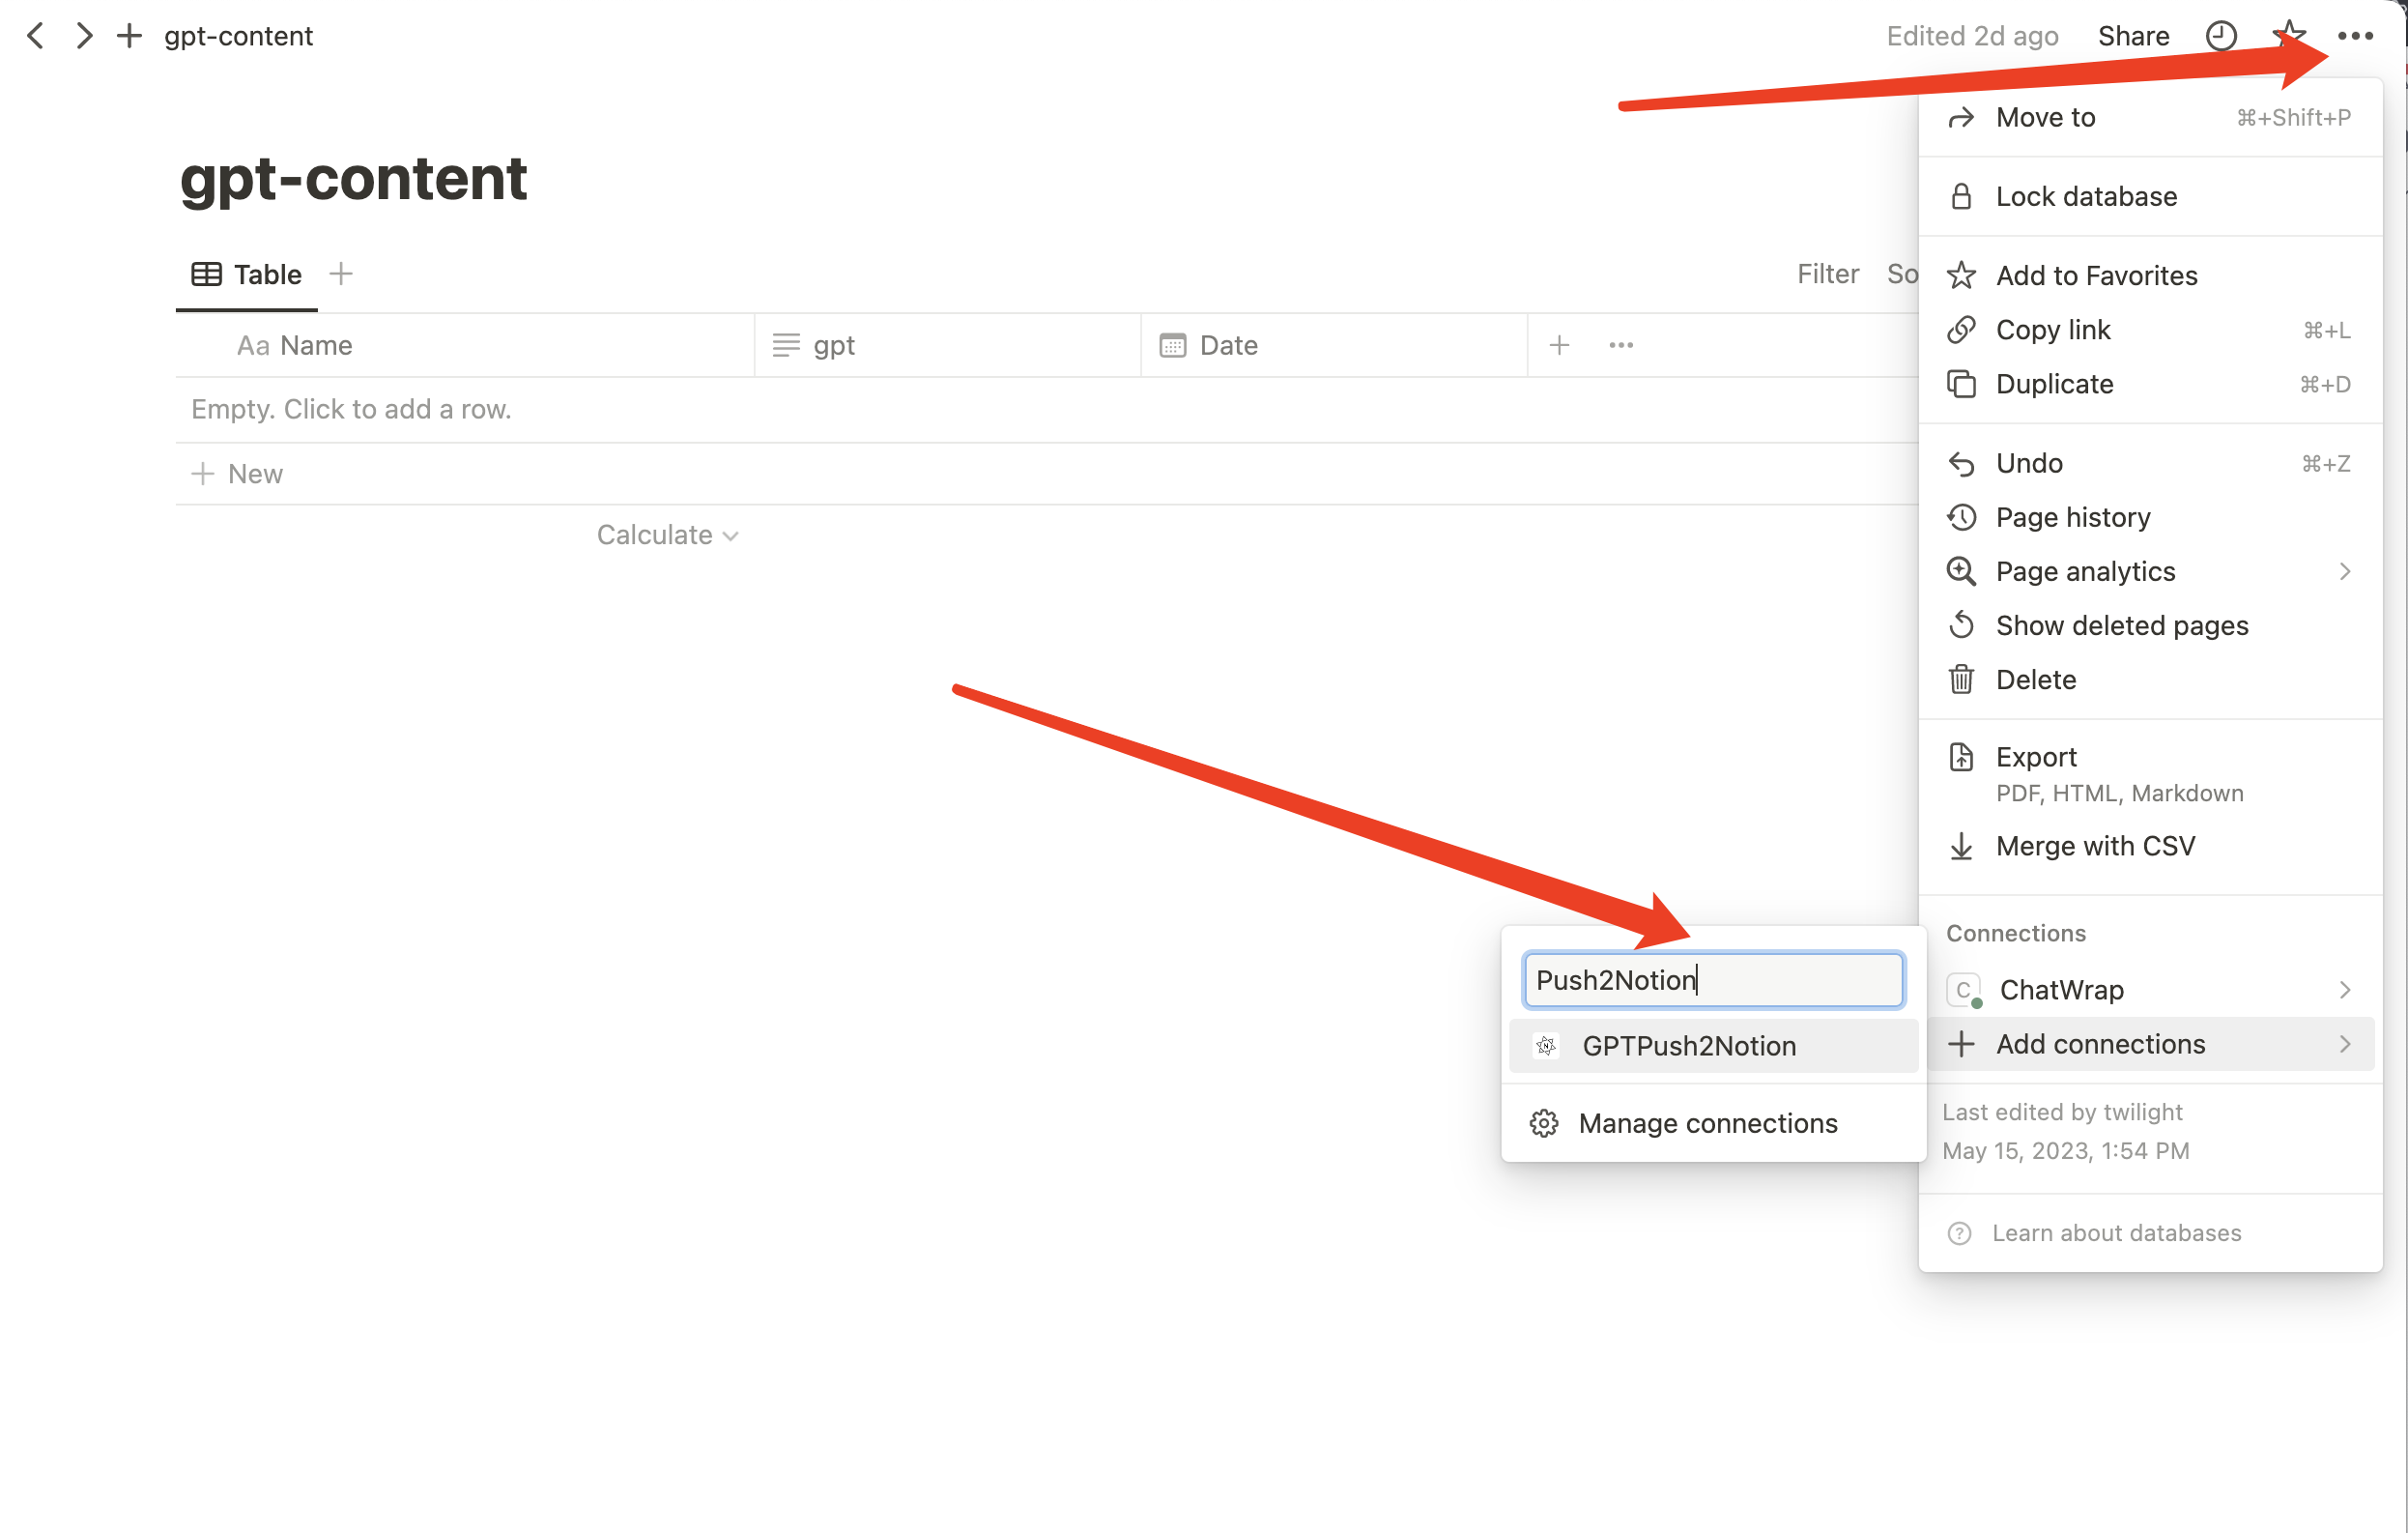 gpt-content
Edited 2d ago Share
gpt-content
Table
Filter So
Aa Name gpt Date
Empty. Click to add a row.
New
Calculate
Move to ⌘+Shift+P
Lock database
Add to Favorites
Copy link ⌘+L
Duplicate ⌘+D
Undo ⌘+Z
Page history
Page analytics
Show deleted pages
Delete
Export
PDF, HTML, Markdown
Merge with CSV
Connections
C ChatWrap
Add connections
Push2Notion
GPTPush2Notion
Manage connections
Last edited by twilight
May 15, 2023, 1:54 PM
Learn about databases